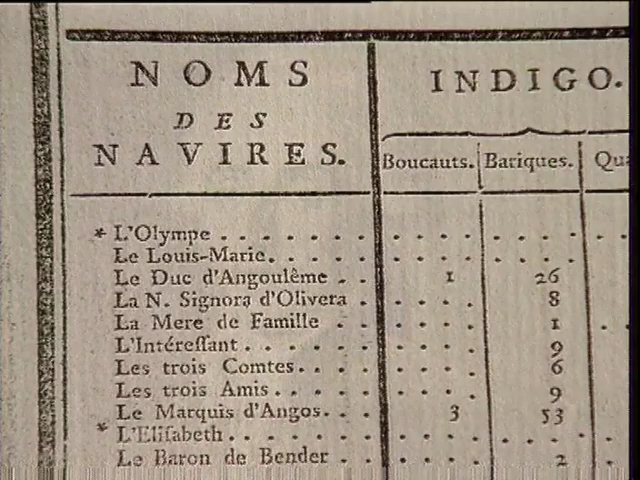 NOMS
DES
NAVIRES.
INDIGO.
Boucauts. Bariques. Qua
* L'Olympe . . . . . . . . . . . . . . .
Le Louis-Marie. . . . . . . . . . . . .
Le Duc d'Angoulême . . 1 26
La N. Signora d'Olivera . . . . . 8
La Mere de Famille . . . . . . 1 . .
L'Intéreſſant . . . . . . . . . . . 9
Les trois Comtes. . . . . . . . 6
Les trois Amis. . . . . . . . . 9
Le Marquis d'Angos. . . 3 53
* L'Eliſabeth . . . . . . . . . . . . . . .
Le Baron de Bender . . . . . . 2 .